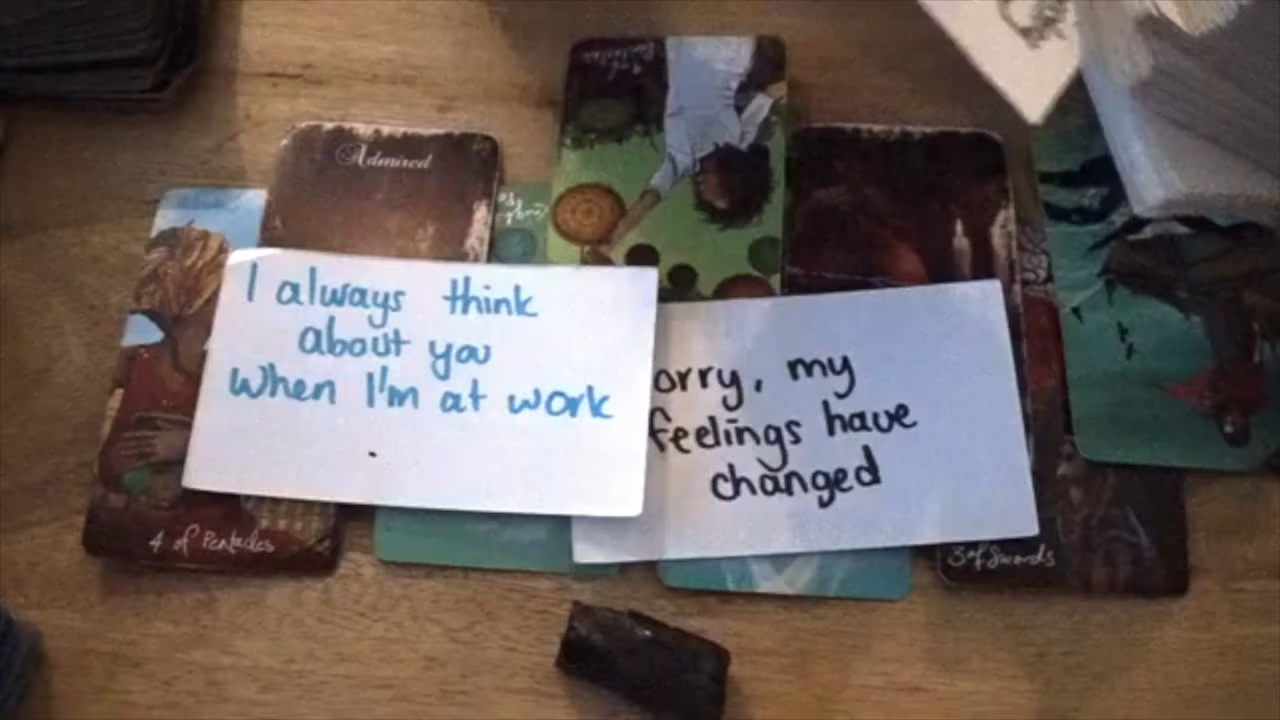 Admired
I always think
about you
when I'm at work
.
orry, my
feelings have
changed
4 of Pentacles
3 of Swords